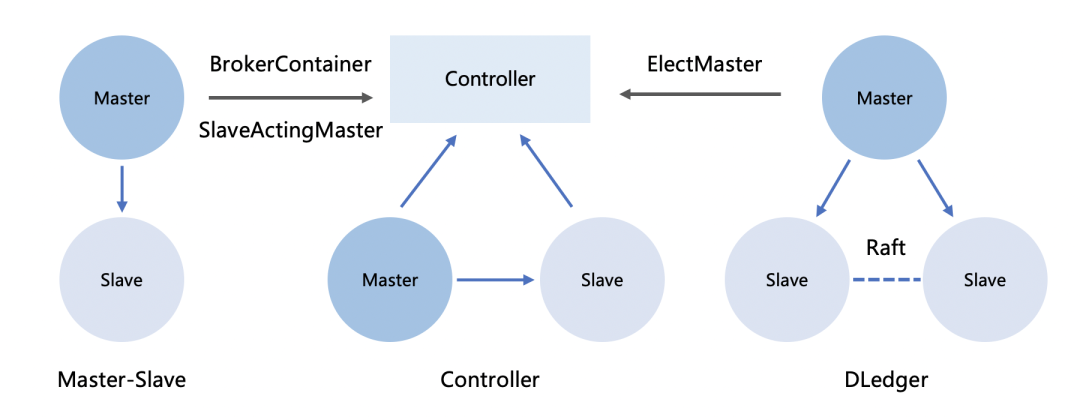 BrokerContainer
SlaveActingMaster
Controller
ElectMaster
Master
Master
Slave
Master
Slave
Slave
Raft
Slave
Master-Slave
Controller
DLedger